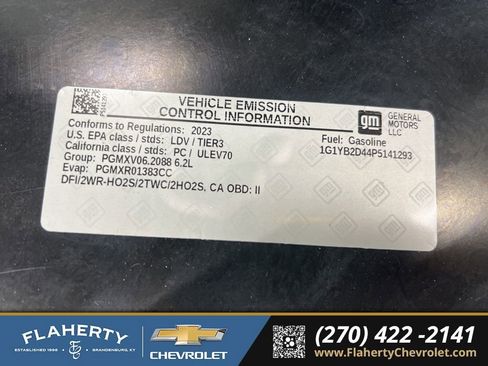 VEHICLE EMISSION
CONTROL INFORMATION
Conforms to Regulations: 2023
U.S. EPA class / stds: LDV / TIER3
California class / stds: PC / ULEV70
Group: PGMXV06.2088 6.2L
Evap: PGMXR01383CC
DFI/2WR-HO2S/2TWC/2HO2S, CA OBD: II
gm
GENERAL
MOTORS
LLC
Fuel: Gasoline
1G1YB2D44P5141293
FLAHERTY
ESTABLISHED 1996
BRANDENBURG, KY
CHEVROLET
(270) 422 -2141
www.FlahertyChevrolet.com